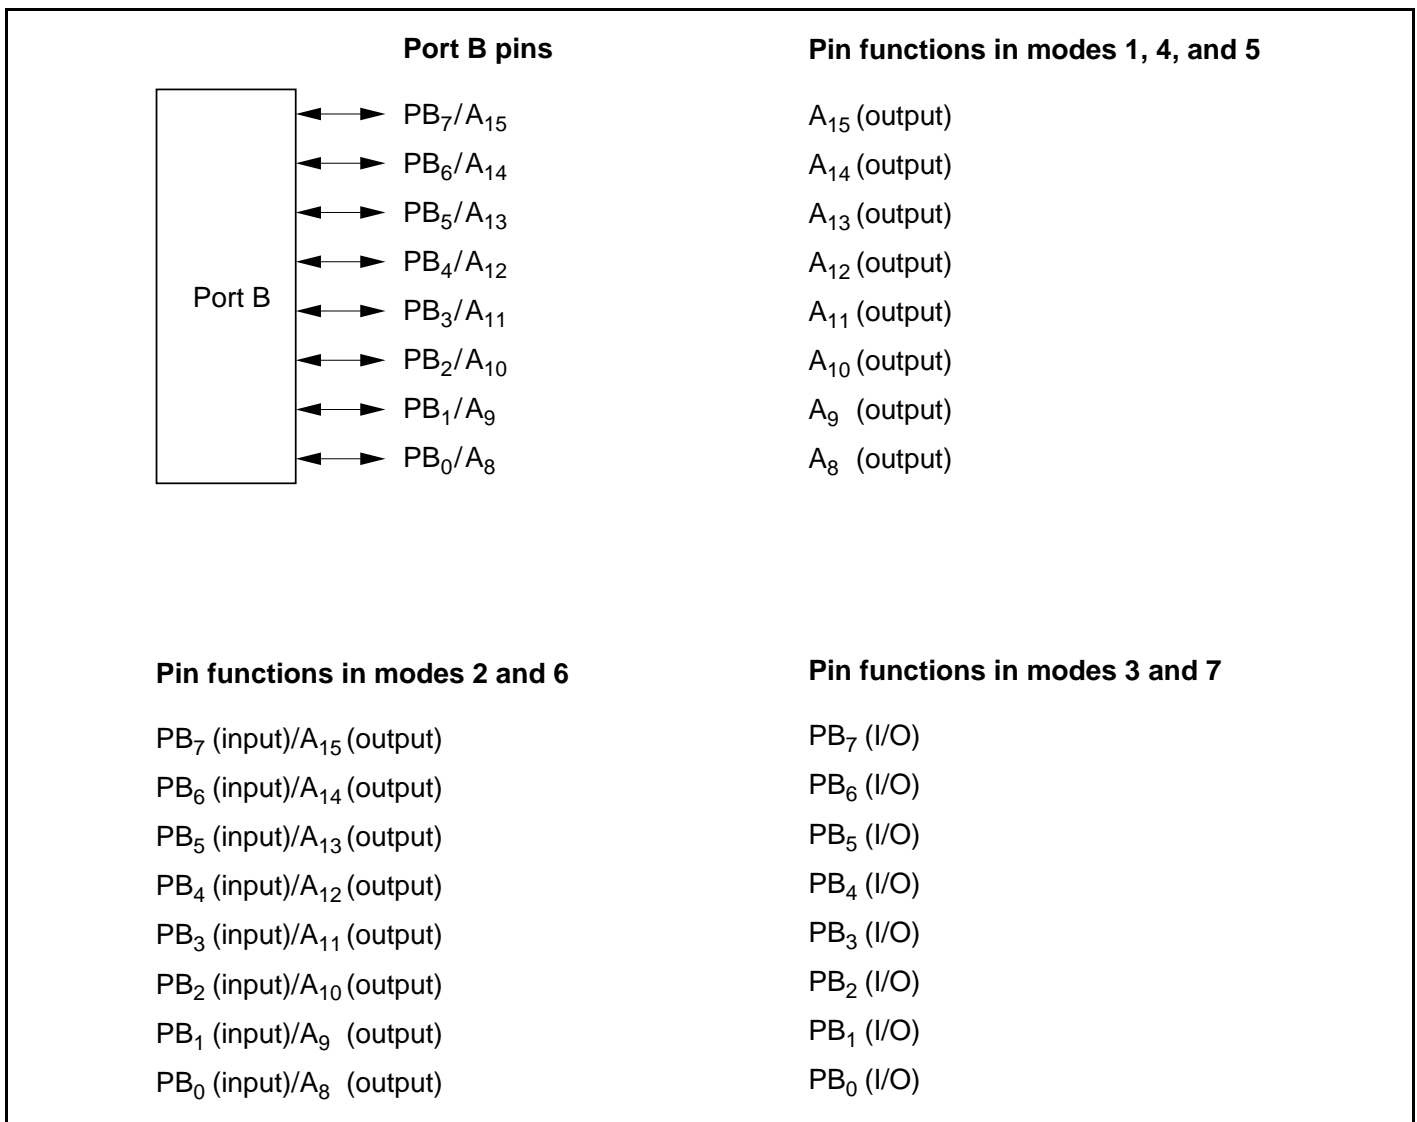 Port B pins
Pin functions in modes 1, 4, and 5
Port B
PB₇/A₁₅
A₁₅ (output)
PB₆/A₁₄
A₁₄ (output)
PB₅/A₁₃
A₁₃ (output)
PB₄/A₁₂
A₁₂ (output)
PB₃/A₁₁
A₁₁ (output)
PB₂/A₁₀
A₁₀ (output)
PB₁/A₉
A₉ (output)
PB₀/A₈
A₈ (output)
Pin functions in modes 2 and 6
PB₇ (input)/A₁₅ (output)
PB₆ (input)/A₁₄ (output)
PB₅ (input)/A₁₃ (output)
PB₄ (input)/A₁₂ (output)
PB₃ (input)/A₁₁ (output)
PB₂ (input)/A₁₀ (output)
PB₁ (input)/A₉ (output)
PB₀ (input)/A₈ (output)
Pin functions in modes 3 and 7
PB₇ (I/O)
PB₆ (I/O)
PB₅ (I/O)
PB₄ (I/O)
PB₃ (I/O)
PB₂ (I/O)
PB₁ (I/O)
PB₀ (I/O)